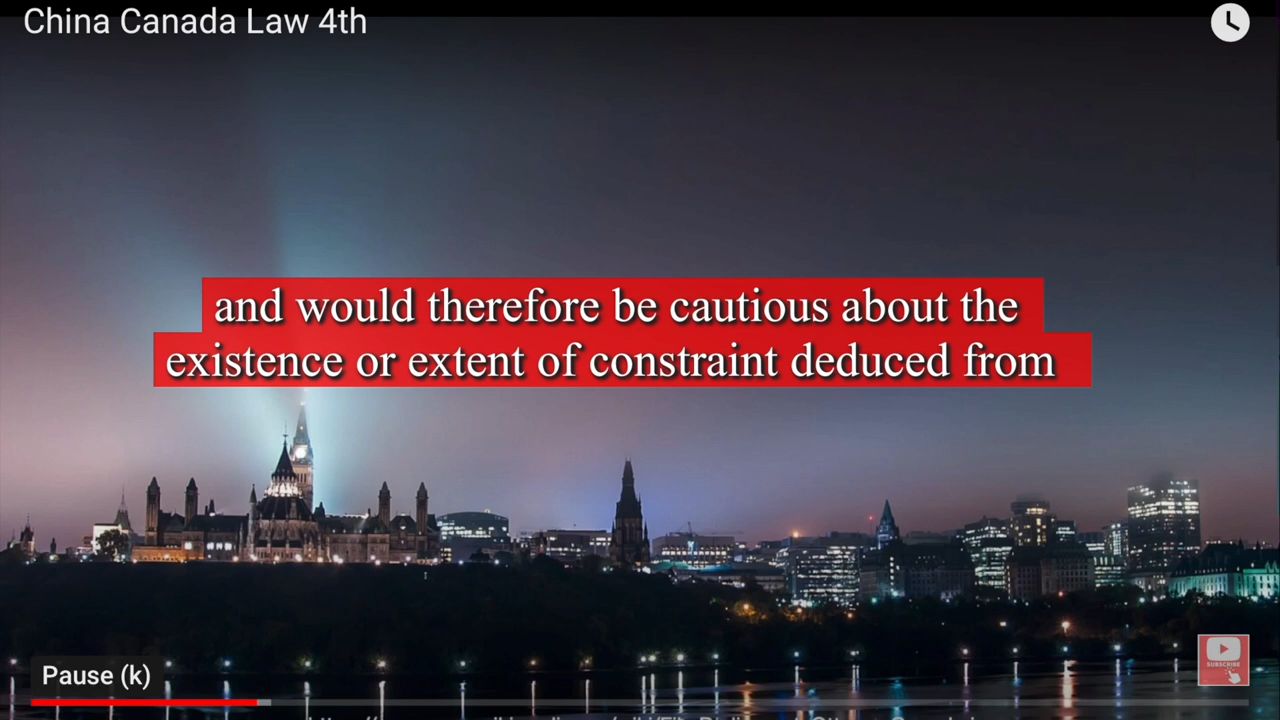 China Canada Law 4th
and would therefore be cautious about the
existence or extent of constraint deduced from
SUBSCRIBE
Pause (k)